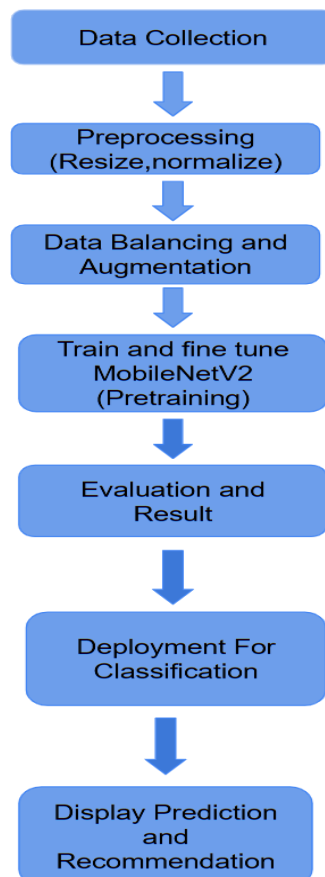 Data Collection
Preprocessing
(Resize,normalize)
Data Balancing and
Augmentation
Train and fine tune
MobileNetV2
(Pretraining)
Evaluation and
Result
Deployment For
Classification
Display Prediction
and
Recommendation